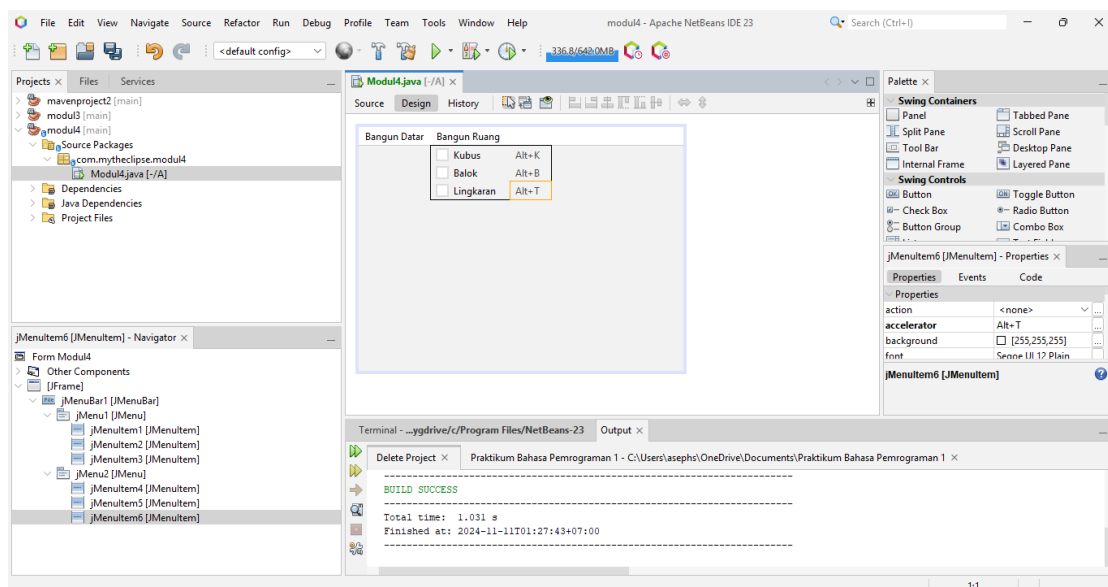 File Edit View Navigate Source Refactor Run Debug Profile Team Tools Window Help modul4 - Apache NetBeans IDE 23 Search (Ctrl+I)
<default config> 336.8/642.0MB
Projects Files Services
mavenproject2 [main]
modul3 [main]
modul4 [main]
Source Packages
com.mytheclipse.modul4
Modul4.java [-/A]
Dependencies
Java Dependencies
Project Files
jMenuItem6 [JMenuItem] - Navigator
Form Modul4
Other Components
[JFrame]
jMenuBar1 [JMenuBar]
jMenu1 [JMenu]
jMenuItem1 [JMenuItem]
jMenuItem2 [JMenuItem]
jMenuItem3 [JMenuItem]
jMenu2 [JMenu]
jMenuItem4 [JMenuItem]
jMenuItem5 [JMenuItem]
jMenuItem6 [JMenuItem]
Modul4.java [-/A]
Source Design History
Bangun Datar Bangun Ruang
Kubus Alt+K
Balok Alt+B
Lingkaran Alt+T
Palette
Swing Containers
Panel Tabbed Pane
Split Pane Scroll Pane
Tool Bar Desktop Pane
Internal Frame Layered Pane
Swing Controls
Button Toggle Button
Check Box Radio Button
Button Group Combo Box
jMenuItem6 [JMenuItem] - Properties
Properties Events Code
Properties
action <none> ...
accelerator Alt+T ...
background [255,255,255] ...
font Segoe UI 12 Plain
jMenuItem6 [JMenuItem]
Terminal - ...ygdrive/c/Program Files/NetBeans-23 Output
Delete Project Praktikum Bahasa Pemrograman 1 - C:\Users\asephs\OneDrive\Documents\Praktikum Bahasa Pemrograman 1
------------------------------------------------------------------------
BUILD SUCCESS
------------------------------------------------------------------------
Total time: 1.031 s
Finished at: 2024-11-11T01:27:43+07:00
------------------------------------------------------------------------
1:1